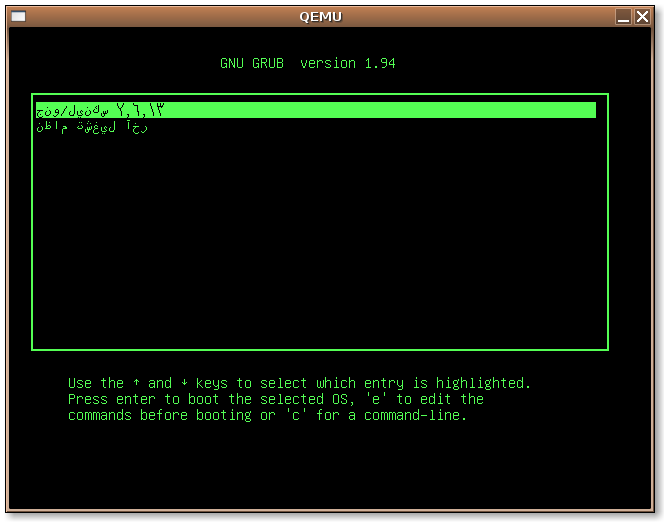 QEMU
GNU GRUB version 1.94
جنو/لينكس ٢,٦,١٣
نظام تشغيل آخر
Use the ↑ and ↓ keys to select which entry is highlighted.
Press enter to boot the selected OS, 'e' to edit the
commands before booting or 'c' for a command-line.